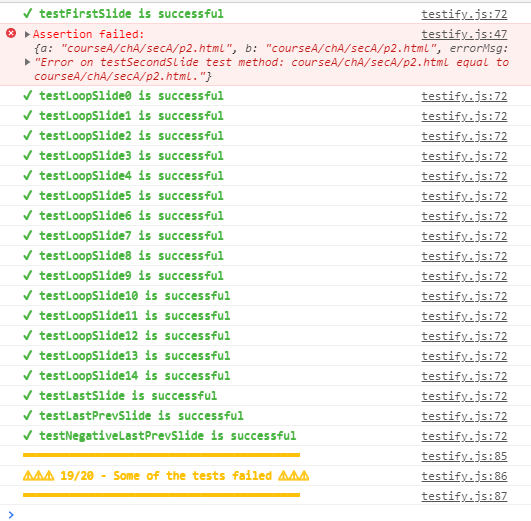 ✓ testFirstSlide is successful testify.js:72
Assertion failed: testify.js:47
{a: "courseA/chA/secA/p2.html", b: "courseA/chA/secA/p2.html", errorMsg:
"Error on testSecondSlide test method: courseA/chA/secA/p2.html equal to
courseA/chA/secA/p2.html."}
✓ testLoopSlide0 is successful testify.js:72
✓ testLoopSlide1 is successful testify.js:72
✓ testLoopSlide2 is successful testify.js:72
✓ testLoopSlide3 is successful testify.js:72
✓ testLoopSlide4 is successful testify.js:72
✓ testLoopSlide5 is successful testify.js:72
✓ testLoopSlide6 is successful testify.js:72
✓ testLoopSlide7 is successful testify.js:72
✓ testLoopSlide8 is successful testify.js:72
✓ testLoopSlide9 is successful testify.js:72
✓ testLoopSlide10 is successful testify.js:72
✓ testLoopSlide11 is successful testify.js:72
✓ testLoopSlide12 is successful testify.js:72
✓ testLoopSlide13 is successful testify.js:72
✓ testLoopSlide14 is successful testify.js:72
✓ testLastSlide is successful testify.js:72
✓ testLastPrevSlide is successful testify.js:72
✓ testNegativeLastPrevSlide is successful testify.js:72
testify.js:85
⚠⚠⚠ 19/20 - Some of the tests failed ⚠⚠⚠ testify.js:86
testify.js:87